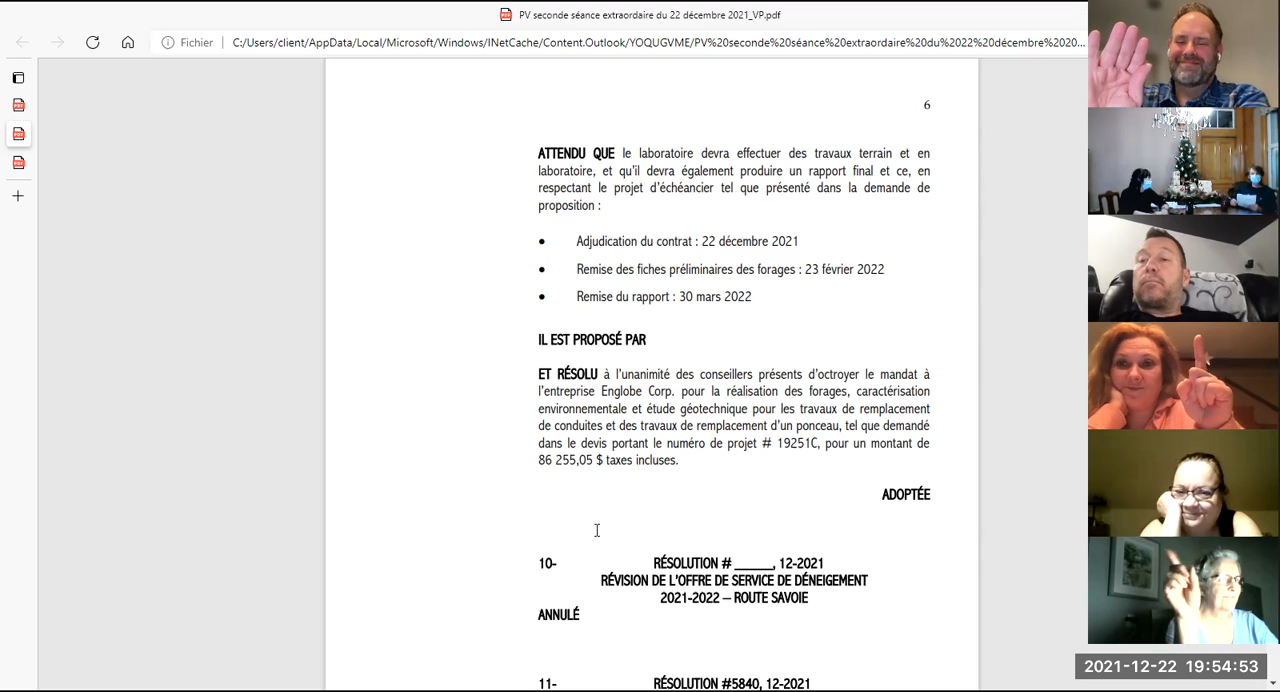 PV seconde séance extraordaire du 22 décembre 2021_VP.pdf
Fichier
C:/Users/client/AppData/Local/Microsoft/Windows/INetCache/Content.Outlook/YOQUGVME/PV%20seconde%20séance%20extraordaire%20du%2022%20décembre%2020...
6
ATTENDU QUE le laboratoire devra effectuer des travaux terrain et en
laboratoire, et qu'il devra également produire un rapport final et ce, en
respectant le projet d'échéancier tel que présenté dans la demande de
proposition :
• Adjudication du contrat : 22 décembre 2021
• Remise des fiches préliminaires des forages : 23 février 2022
• Remise du rapport : 30 mars 2022
IL EST PROPOSÉ PAR
ET RÉSOLU à l'unanimité des conseillers présents d'octroyer le mandat à
l'entreprise Englobe Corp. pour la réalisation des forages, caractérisation
environnementale et étude géotechnique pour les travaux de remplacement
de conduites et des travaux de remplacement d'un ponceau, tel que demandé
dans le devis portant le numéro de projet # 19251C, pour un montant de
86 255,05 $ taxes incluses.
ADOPTÉE
10- RÉSOLUTION # ______, 12-2021
RÉVISION DE L'OFFRE DE SERVICE DE DÉNEIGEMENT
2021-2022 – ROUTE SAVOIE
ANNULÉ
11- RÉSOLUTION #5840, 12-2021
2021-12-22 19:54:53